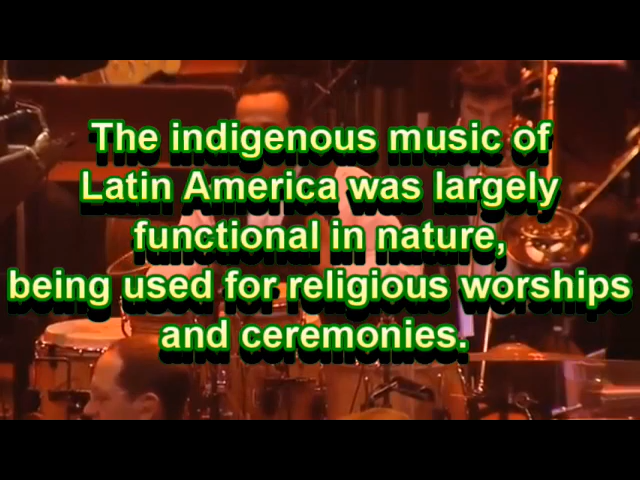 The indigenous music of
Latin America was largely
functional in nature,
being used for religious worships
and ceremonies.